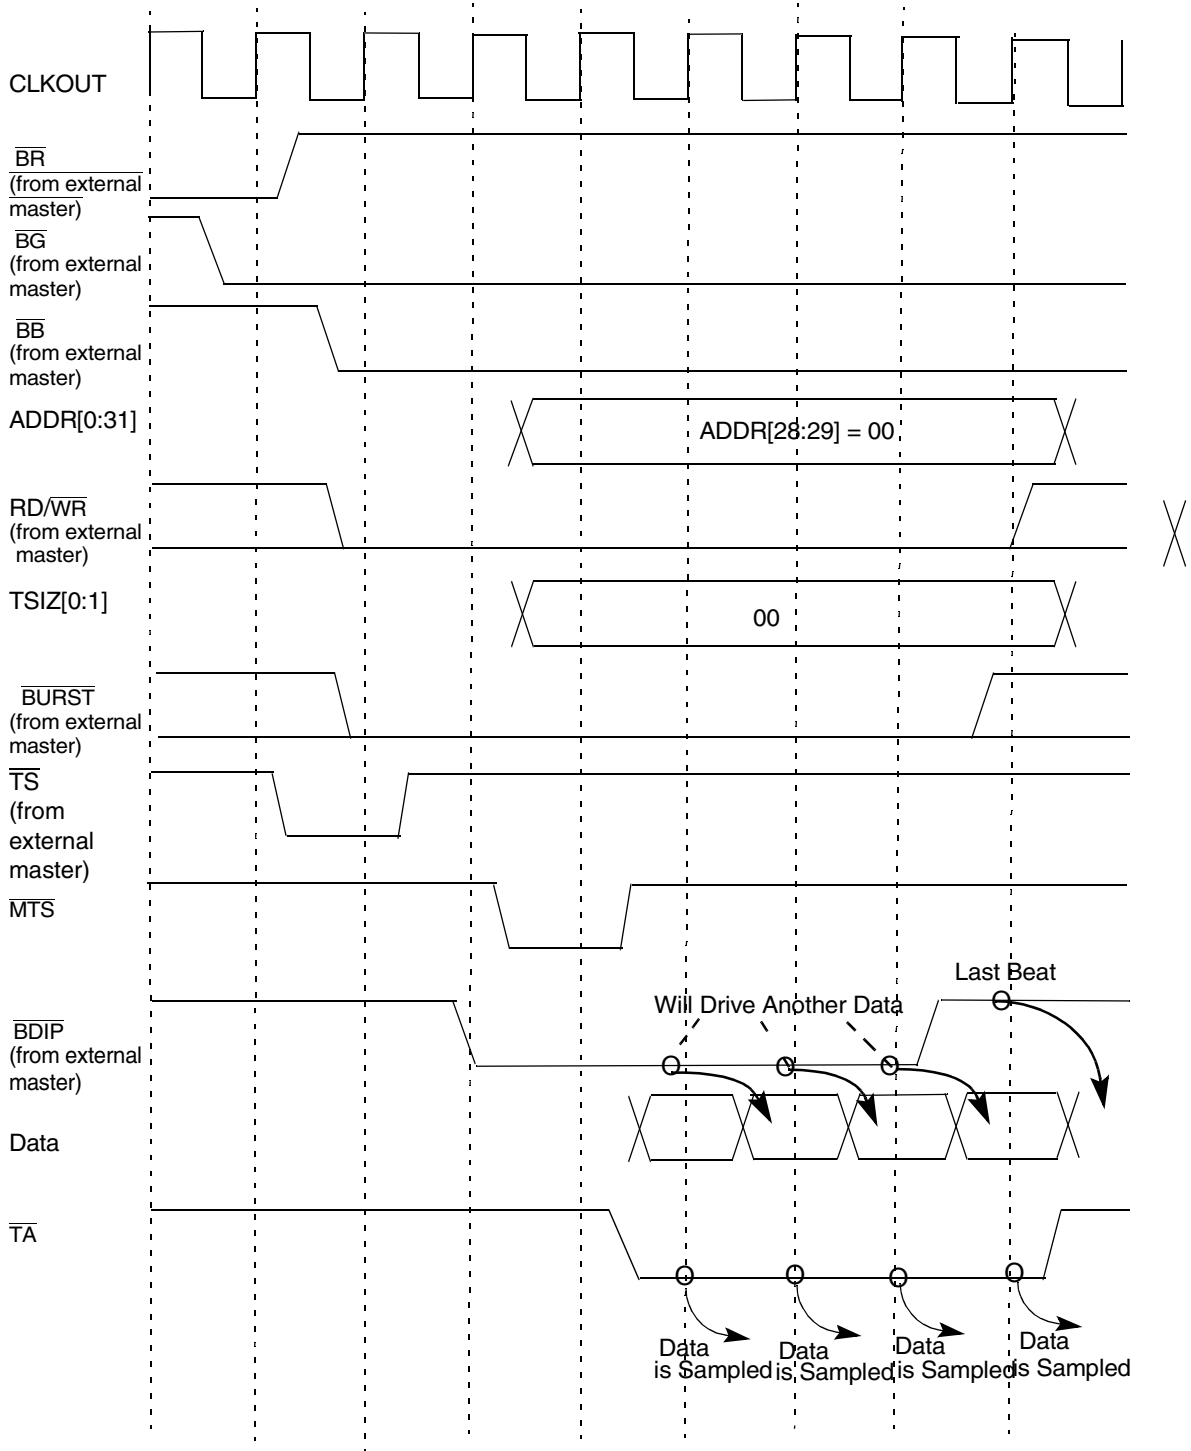 CLKOUT
BR
(from external
master)
BG
(from external
master)
BB
(from external
master)
ADDR[0:31]
ADDR[28:29] = 00
RD/WR
(from external
master)
TSIZ[0:1]
00
BURST
(from external
master)
TS
(from
external
master)
MTS
Last Beat
Will Drive Another Data
BDIP
(from external
master)
Data
TA
Data
is Sampled
Data
is Sampled
Data
is Sampled
Data
is Sampled